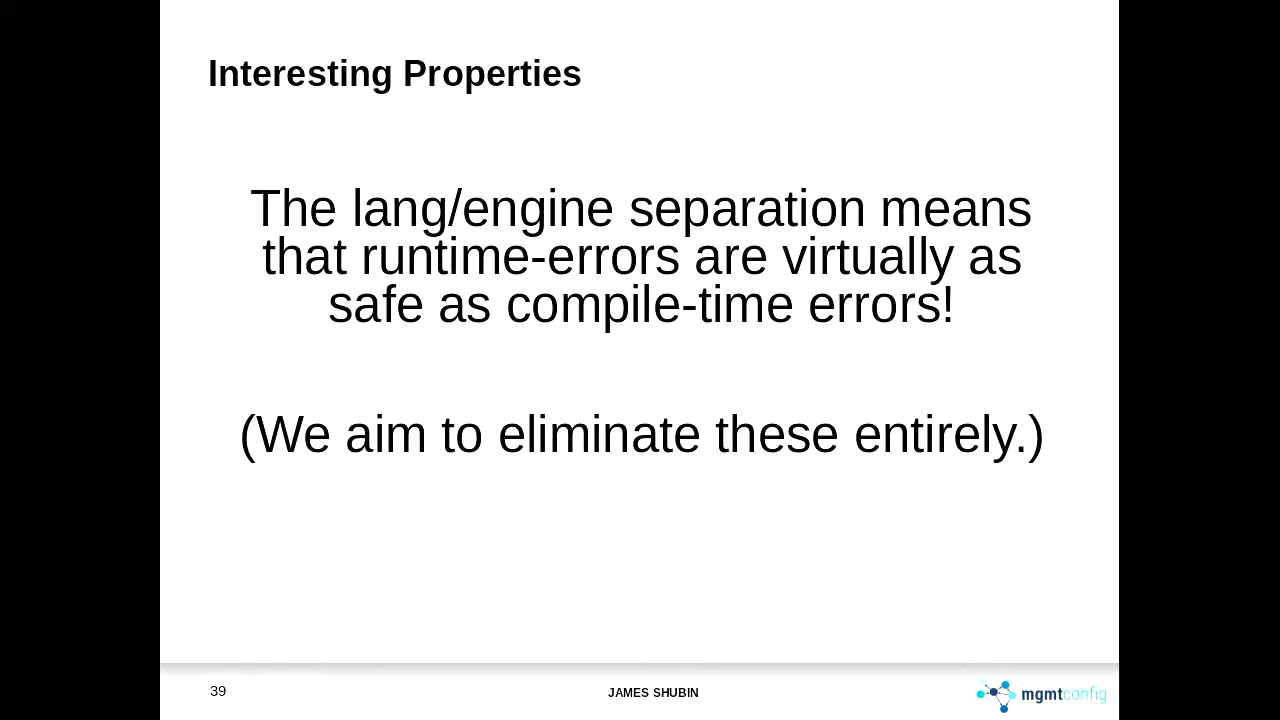 Interesting Properties
The lang/engine separation means
that runtime-errors are virtually as
safe as compile-time errors!
(We aim to eliminate these entirely.)
39
JAMES SHUBIN
mgmtconfig